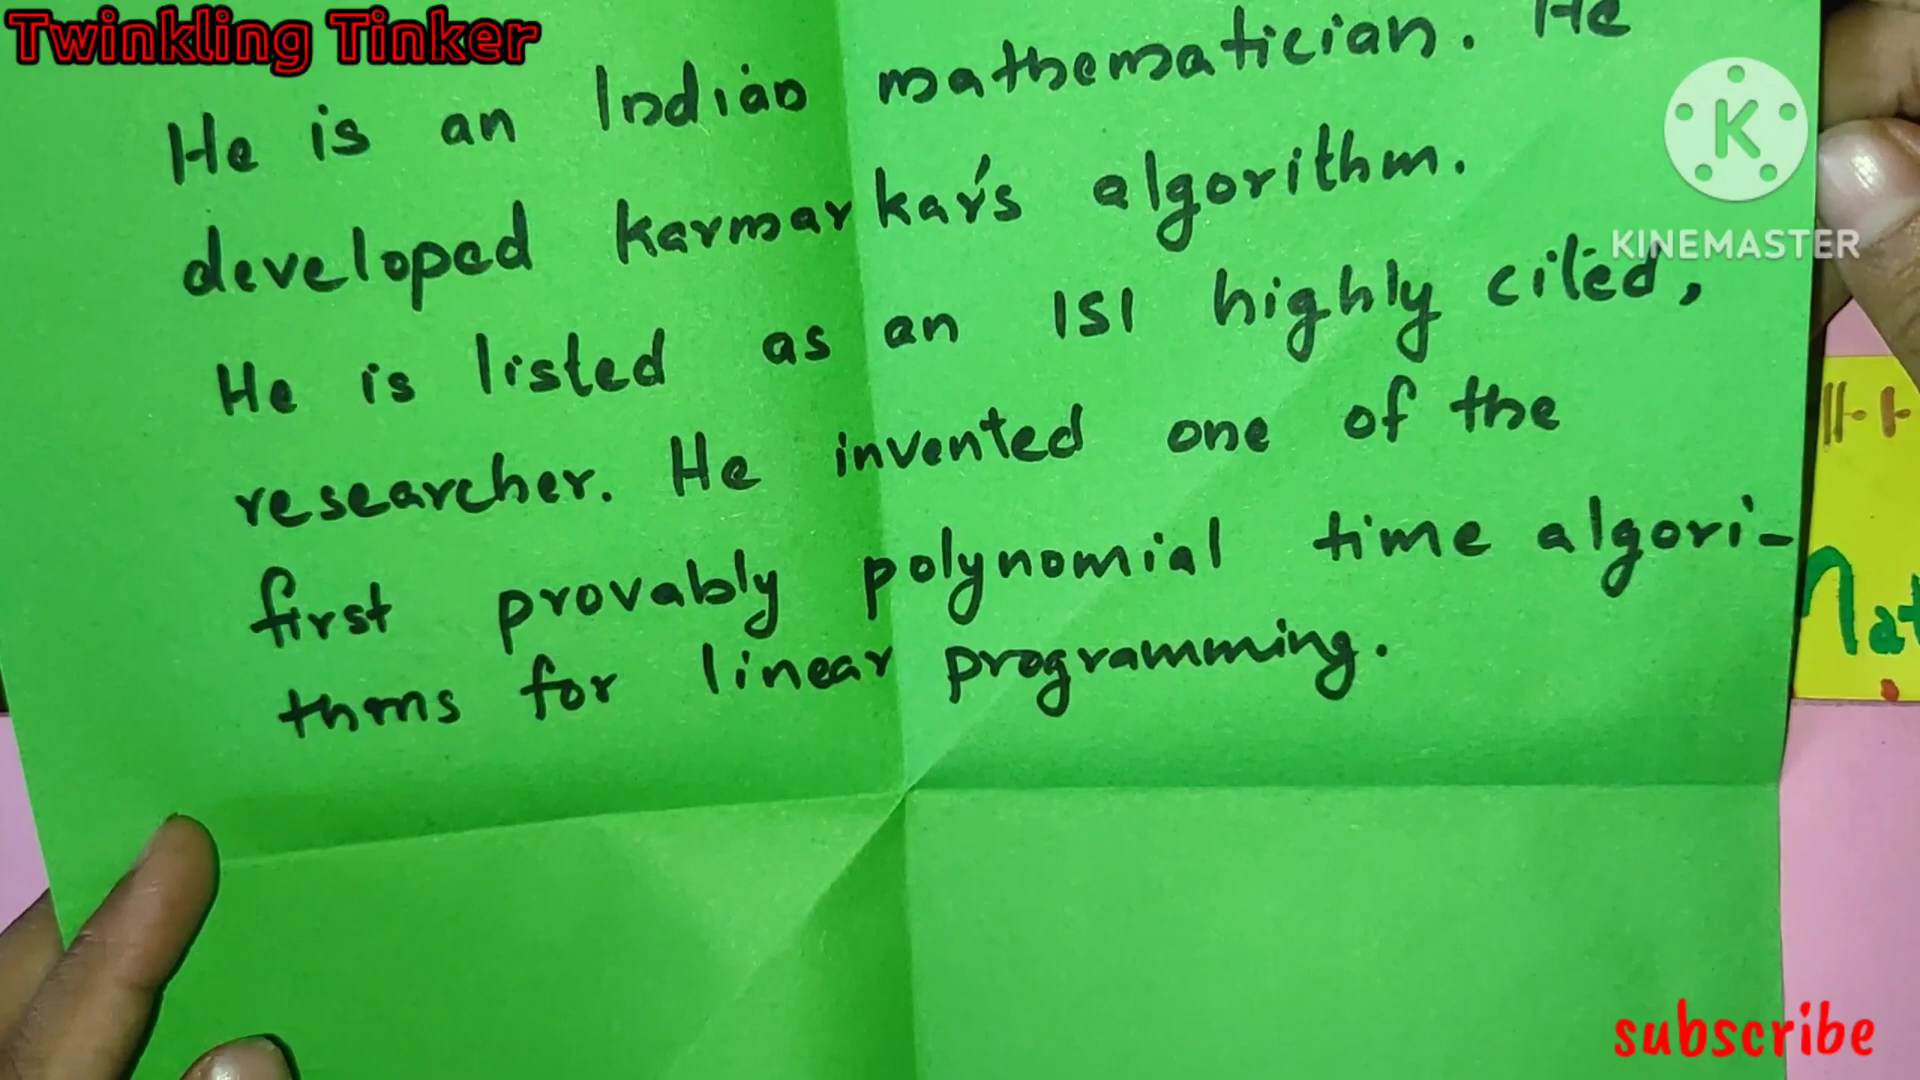 Twinkling Tinker
He is an Indian mathematician. He
developed karmarkar's algorithm.
He is listed as an ISI highly cited,
researcher. He invented one of the
first provably polynomial time algori-
thms for linear programming.
K
KINEMASTER
subscribe